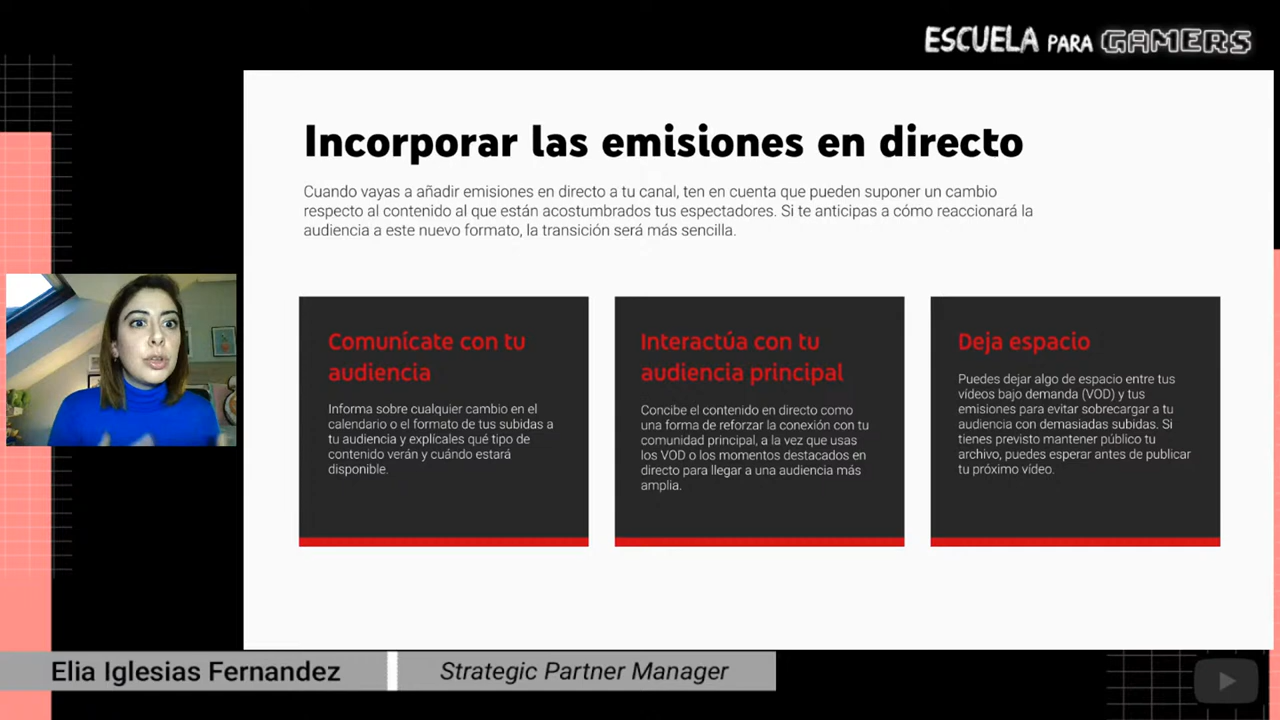 ESCUELA PARA GAMERS
Incorporar las emisiones en directo
Cuando vayas a añadir emisiones en directo a tu canal, ten en cuenta que pueden suponer un cambio
respecto al contenido al que están acostumbrados tus espectadores. Si te anticipas a cómo reaccionará la
audiencia a este nuevo formato, la transición será más sencilla.
Comunícate con tu
audiencia
Informa sobre cualquier cambio en el
calendario o el formato de tus subidas a
tu audiencia y explícales qué tipo de
contenido verán y cuándo estará
disponible.
Interactúa con tu
audiencia principal
Concibe el contenido en directo como
una forma de reforzar la conexión con tu
comunidad principal, a la vez que usas
los VOD o los momentos destacados en
directo para llegar a una audiencia más
amplia.
Deja espacio
Puedes dejar algo de espacio entre tus
vídeos bajo demanda (VOD) y tus
emisiones para evitar sobrecargar a tu
audiencia con demasiadas subidas. Si
tienes previsto mantener público tu
archivo, puedes esperar antes de publicar
tu próximo vídeo.
Elia Iglesias Fernandez
Strategic Partner Manager